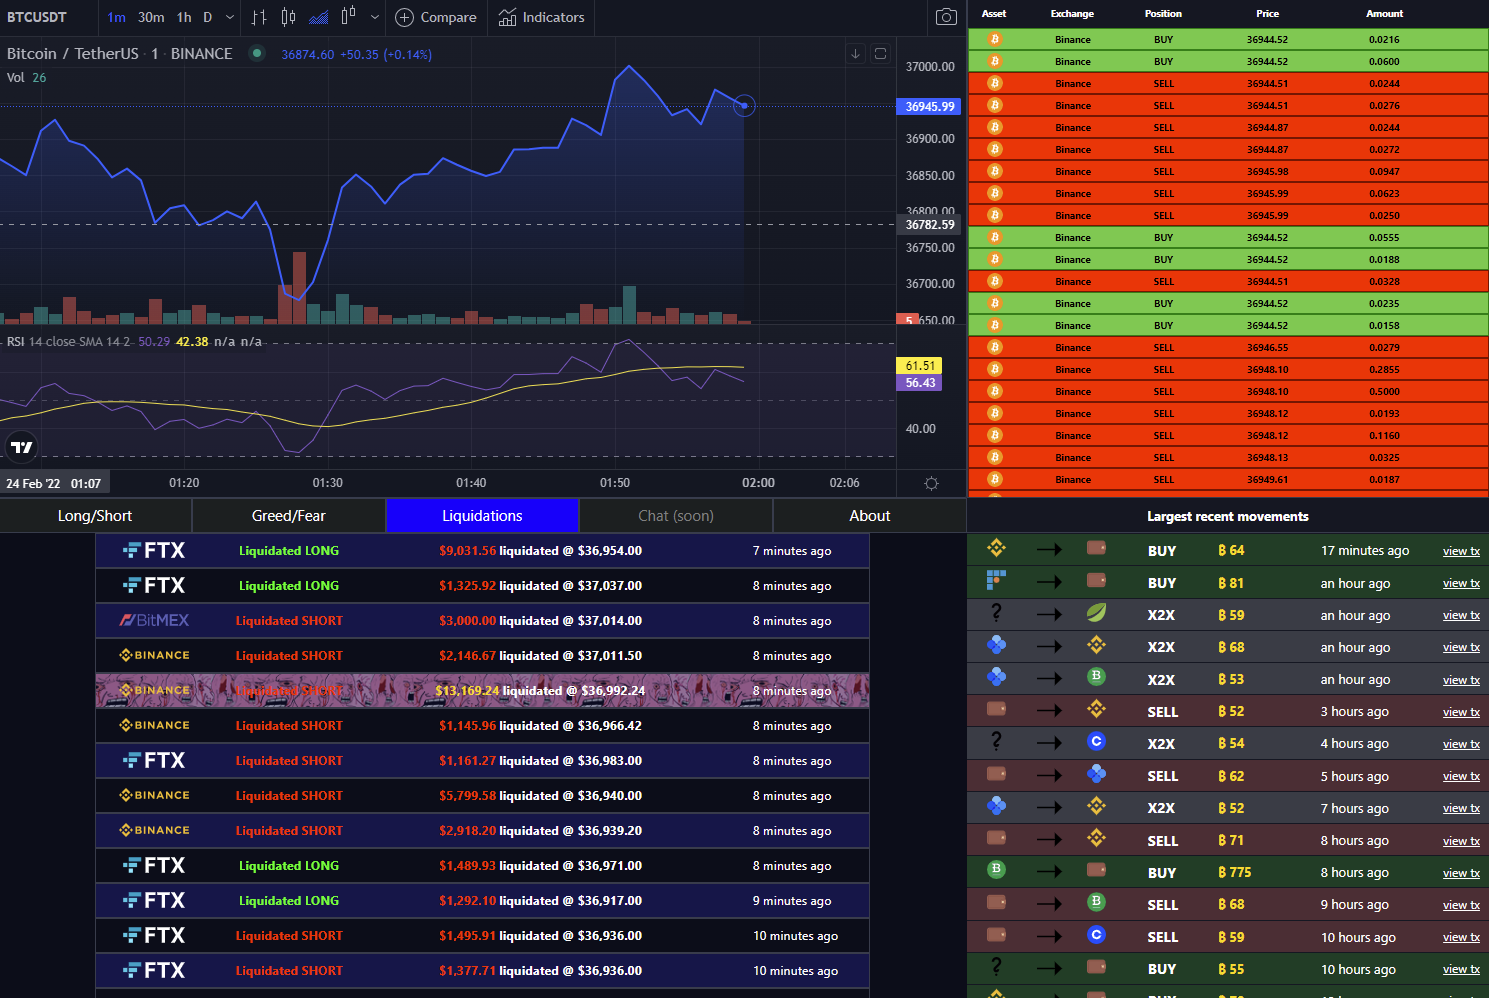 BTCUSDT 1m 30m 1h D Compare Indicators
Bitcoin / TetherUS · 1 · BINANCE 36874.60 +50.35 (+0.14%)
Vol 26
37000.00
36945.99
36900.00
36850.00
36800.00
36782.59
36750.00
36700.00
5 650.00
RSI 14 close SMA 14 2 50.29 42.38 n/a n/a
61.51
56.43
40.00
24 Feb '22 01:07 01:20 01:30 01:40 01:50 02:00 02:06
Asset Exchange Position Price Amount
Binance BUY 36944.52 0.0216
Binance BUY 36944.52 0.0600
Binance SELL 36944.51 0.0244
Binance SELL 36944.51 0.0276
Binance SELL 36944.87 0.0244
Binance SELL 36944.87 0.0272
Binance SELL 36945.98 0.0947
Binance SELL 36945.99 0.0623
Binance SELL 36945.99 0.0250
Binance BUY 36944.52 0.0555
Binance BUY 36944.52 0.0188
Binance SELL 36944.51 0.0328
Binance BUY 36944.52 0.0235
Binance BUY 36944.52 0.0158
Binance SELL 36946.55 0.0279
Binance SELL 36948.10 0.2855
Binance SELL 36948.10 0.5000
Binance SELL 36948.12 0.0193
Binance SELL 36948.12 0.1160
Binance SELL 36948.13 0.0325
Binance SELL 36949.61 0.0187
Long/Short Greed/Fear Liquidations Chat (soon) About
FTX Liquidated LONG $9,031.56 liquidated @ $36,954.00 7 minutes ago
FTX Liquidated LONG $1,325.92 liquidated @ $37,037.00 8 minutes ago
BitMEX Liquidated SHORT $3,000.00 liquidated @ $37,014.00 8 minutes ago
BINANCE Liquidated SHORT $2,146.67 liquidated @ $37,011.50 8 minutes ago
BINANCE Liquidated SHORT $13,169.24 liquidated @ $36,992.24 8 minutes ago
BINANCE Liquidated SHORT $1,145.96 liquidated @ $36,966.42 8 minutes ago
FTX Liquidated SHORT $1,161.27 liquidated @ $36,983.00 8 minutes ago
BINANCE Liquidated SHORT $5,799.58 liquidated @ $36,940.00 8 minutes ago
BINANCE Liquidated SHORT $2,918.20 liquidated @ $36,939.20 8 minutes ago
FTX Liquidated LONG $1,489.93 liquidated @ $36,971.00 8 minutes ago
FTX Liquidated LONG $1,292.10 liquidated @ $36,917.00 9 minutes ago
FTX Liquidated SHORT $1,495.91 liquidated @ $36,936.00 10 minutes ago
FTX Liquidated SHORT $1,377.71 liquidated @ $36,936.00 10 minutes ago
Largest recent movements
BUY ฿ 64 17 minutes ago view tx
BUY ฿ 81 an hour ago view tx
? X2X ฿ 59 an hour ago view tx
X2X ฿ 68 an hour ago view tx
X2X ฿ 53 an hour ago view tx
SELL ฿ 52 3 hours ago view tx
? X2X ฿ 54 4 hours ago view tx
SELL ฿ 62 5 hours ago view tx
X2X ฿ 52 7 hours ago view tx
SELL ฿ 71 8 hours ago view tx
BUY ฿ 775 8 hours ago view tx
SELL ฿ 68 9 hours ago view tx
SELL ฿ 59 10 hours ago view tx
? BUY ฿ 55 10 hours ago view tx